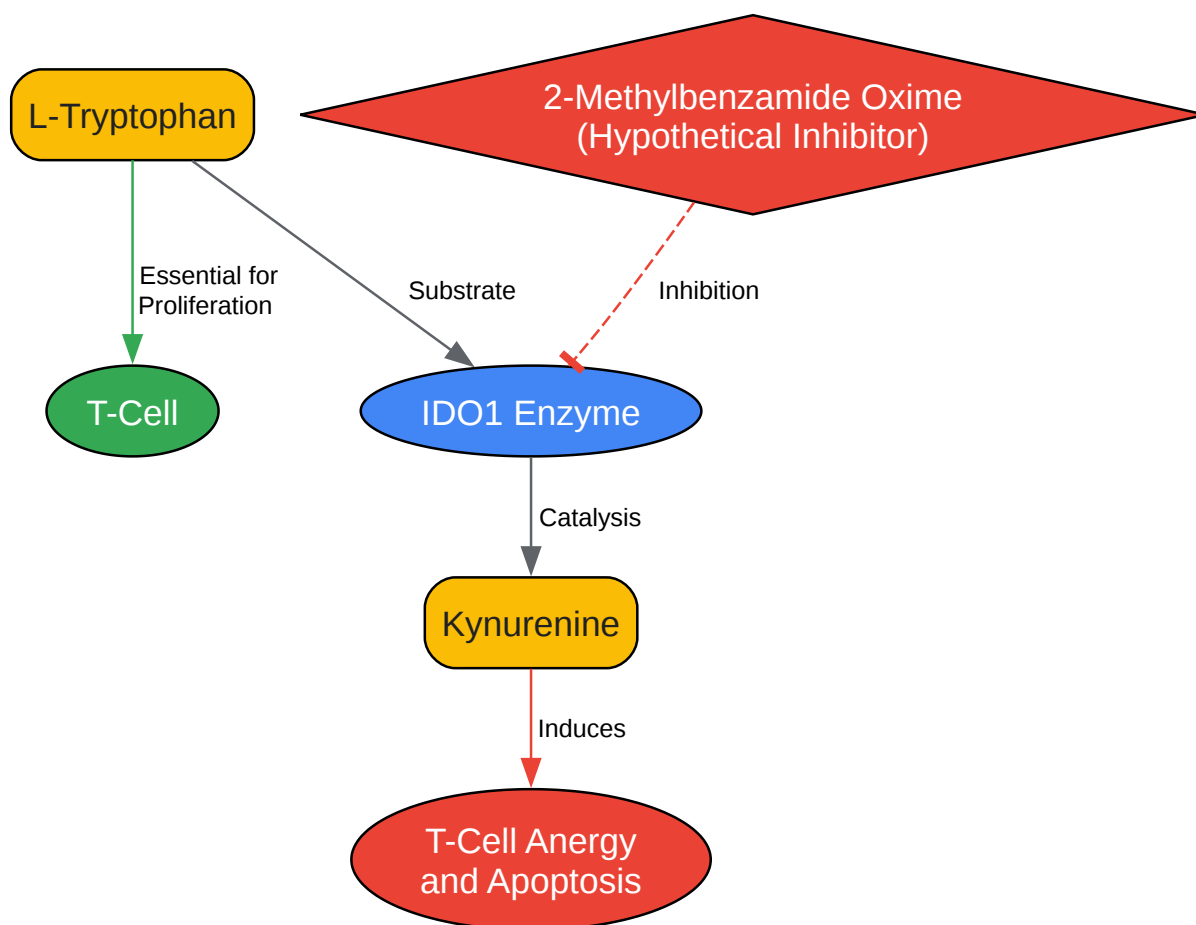 L-Tryptophan
2-Methylbenzamide Oxime
(Hypothetical Inhibitor)
Essential for
Proliferation
Substrate
Inhibition
T-Cell
IDO1 Enzyme
Catalysis
Kynurenine
Induces
T-Cell Anergy
and Apoptosis